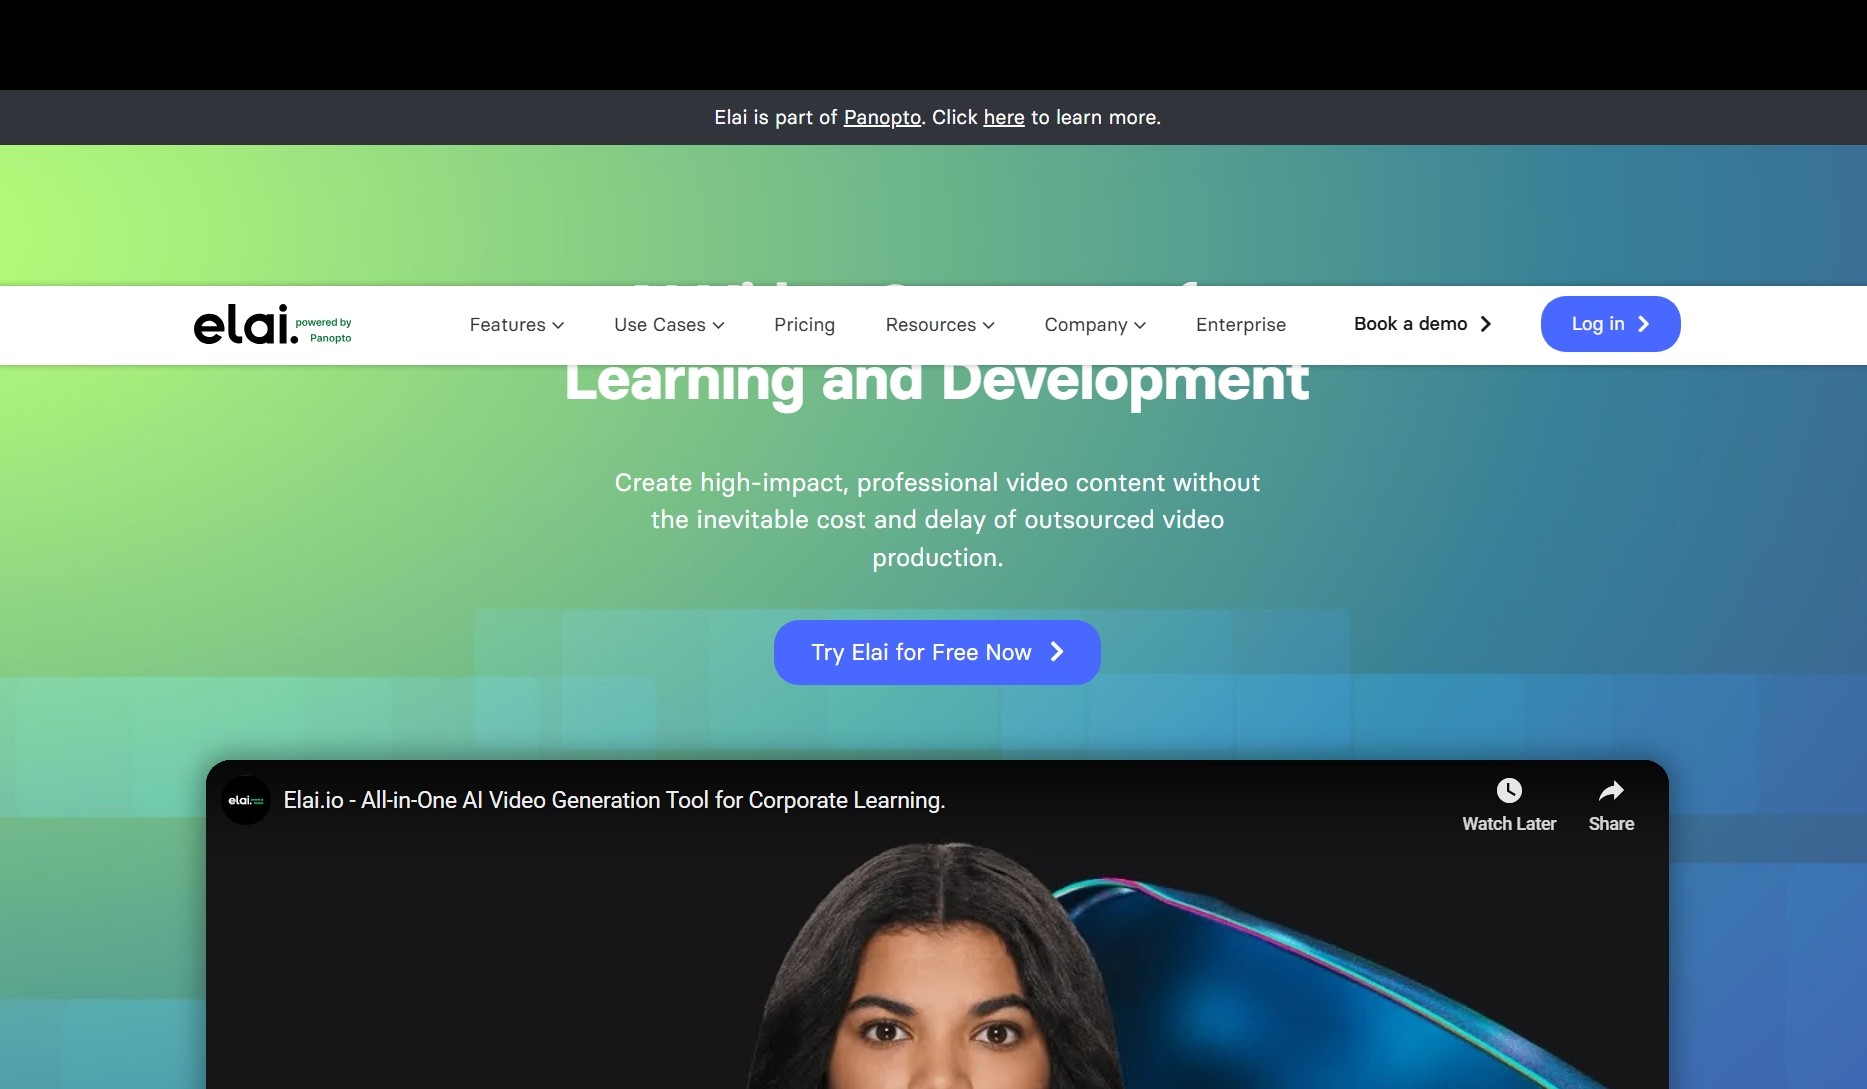 Elai is part of Panopto. Click here to learn more.
elai. powered by Panopto
Features
Use Cases
Pricing
Resources
Company
Enterprise
Book a demo
Log in
Learning and Development
Create high-impact, professional video content without
the inevitable cost and delay of outsourced video
production.
Try Elai for Free Now
elai.
Elai.io - All-in-One AI Video Generation Tool for Corporate Learning.
Watch Later
Share